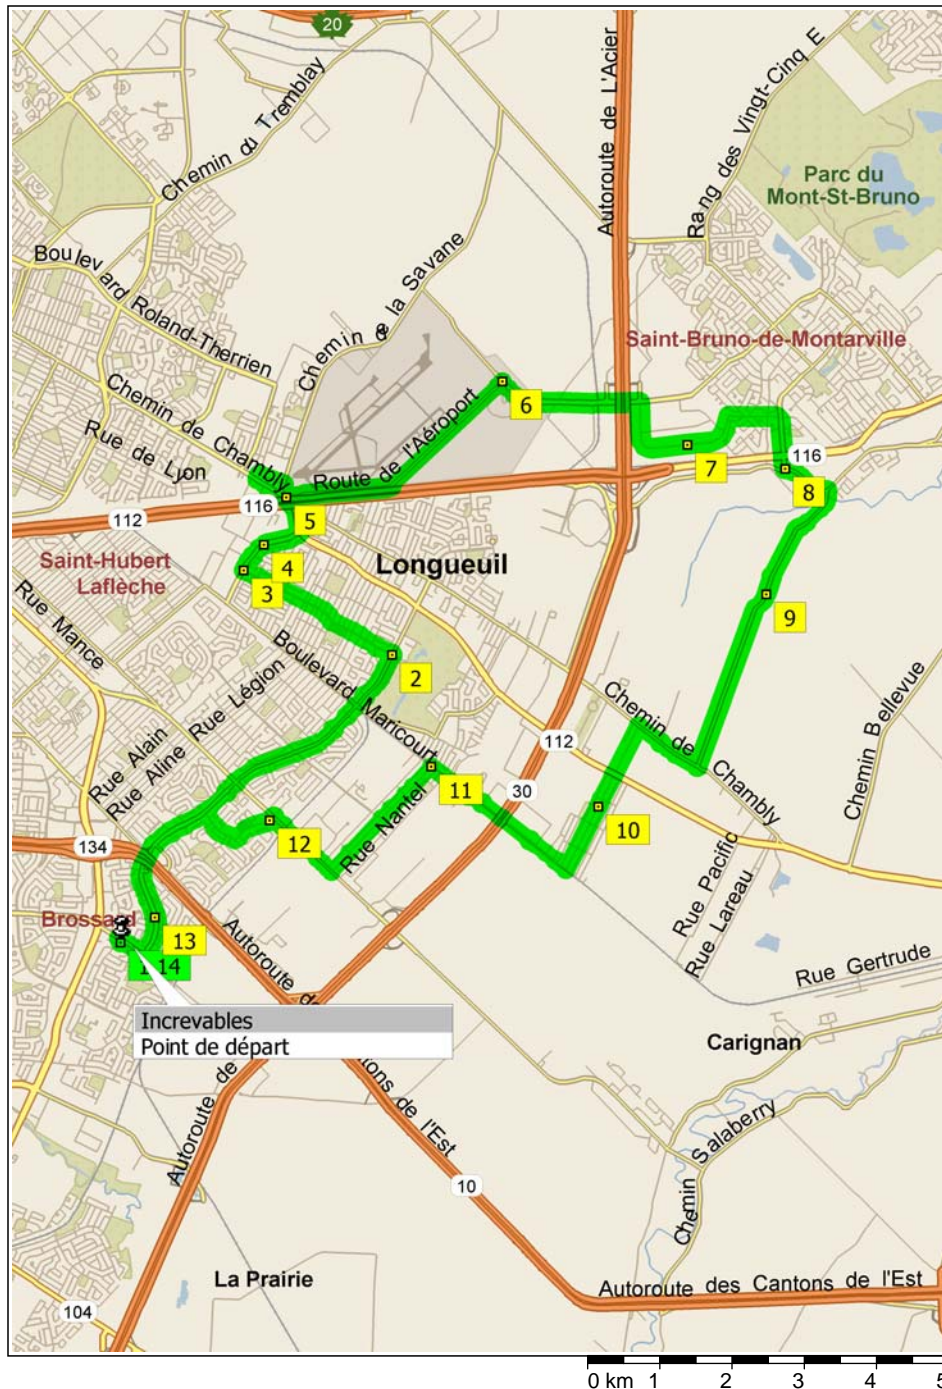 20
Chemin du Tremblay
Autoroute de L'Acier
Rang des Vingt-Cinq E
Parc du
Mont-St-Bruno
Boulevard Roland-Therrien
Chemin de la Savane
Saint-Bruno-de-Montarville
Chemin de Chambly
6
Rue de Lyon
Route de l'Aéroport
7
116
8
116
112
5
Saint-Hubert
Laflèche
4
Longueuil
3
9
Rue Mance
2
Boulevard Maricourt
Rue Légion
Rue Alain
Rue Aline
Chemin de Chambly
Chemin Bellevue
112
11
30
10
Rue Nantel
12
134
Rue Pacific
Rue Lareau
Brossard
13
14
Autoroute de
Rue Gertrude
Increvables
Point de départ
Carignan
Autoroute de
tons de l'Est
Chemin Salaberry
10
La Prairie
Autoroute des Cantons de l'Est
104
0 km 1 2 3 4 5